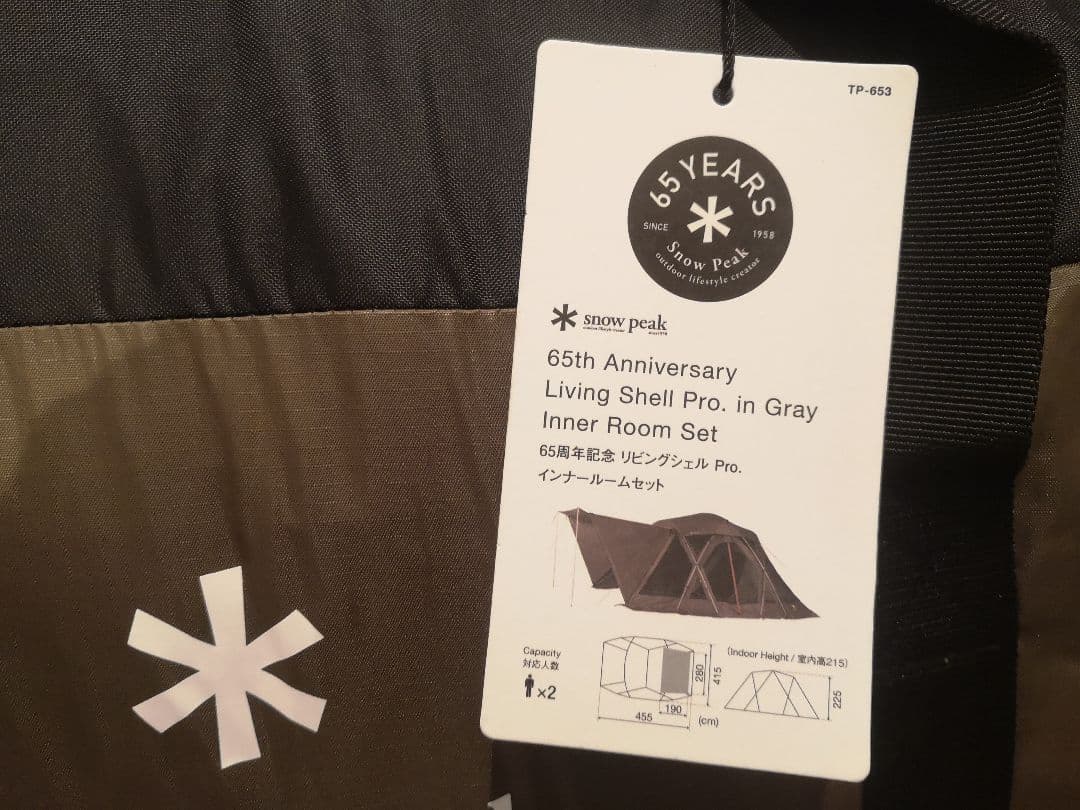 TP-653
65 YEARS
SINCE 1958
Snow Peak
outdoor lifestyle creator
snow peak
65th Anniversary
Living Shell Pro. in Gray
Inner Room Set
65周年記念 リビングシェル Pro.
インナールームセット
Capacity
対応人数
×2
(Indoor Height / 室内高215)
280
415
190
455
(cm)
225